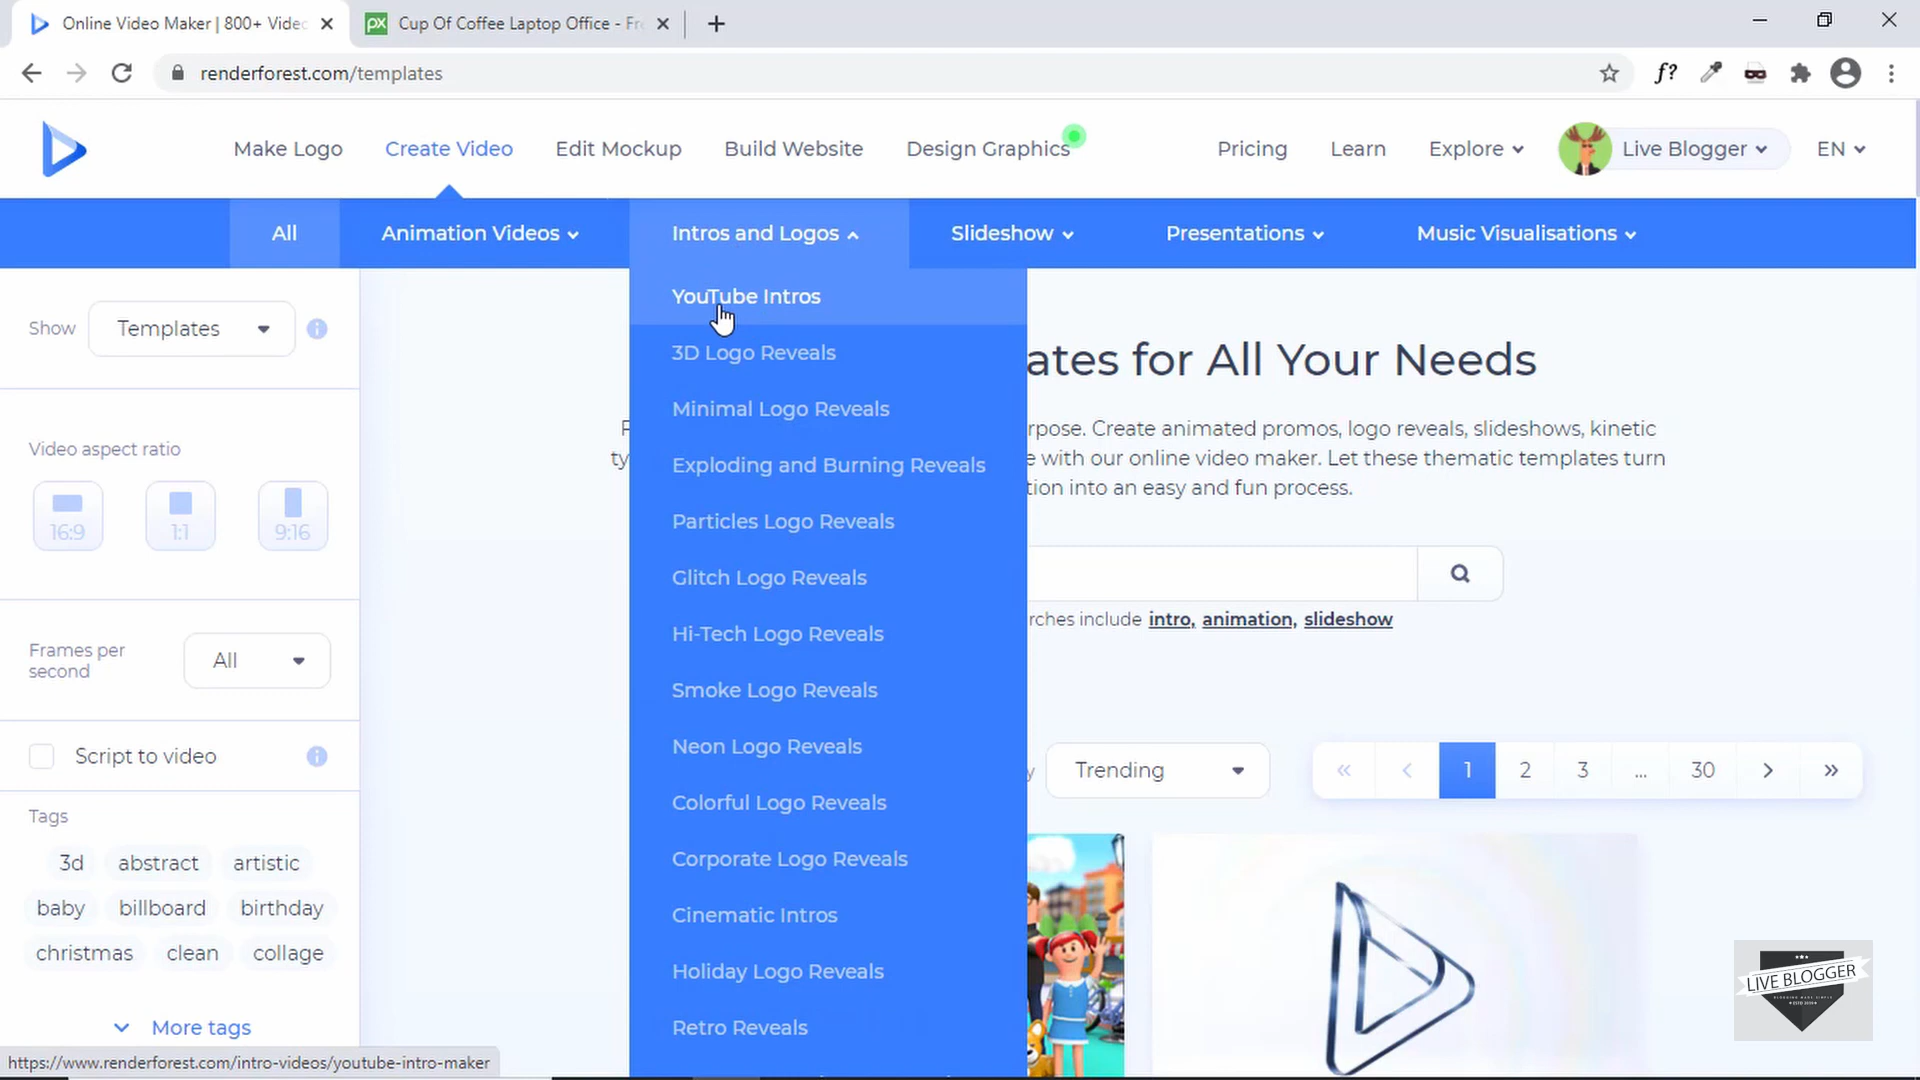 Online Video Maker | 800+ Video
Cup Of Coffee Laptop Office - Fr
renderforest.com/templates
f?
Make Logo
Create Video
Edit Mockup
Build Website
Design Graphics
Pricing
Learn
Explore
Live Blogger
EN
All
Animation Videos
Intros and Logos
Slideshow
Presentations
Music Visualisations
YouTube Intros
3D Logo Reveals
Minimal Logo Reveals
Exploding and Burning Reveals
Particles Logo Reveals
Glitch Logo Reveals
Hi-Tech Logo Reveals
Smoke Logo Reveals
Neon Logo Reveals
Colorful Logo Reveals
Corporate Logo Reveals
Cinematic Intros
Holiday Logo Reveals
Retro Reveals
Show
Templates
Video aspect ratio
16:9
1:1
9:16
Frames per
second
All
Script to video
Tags
3d
abstract
artistic
baby
billboard
birthday
christmas
clean
collage
More tags
ates for All Your Needs
rpose. Create animated promos, logo reveals, slideshows, kinetic
ty
e with our online video maker. Let these thematic templates turn
tion into an easy and fun process.
rches include intro, animation, slideshow
y
Trending
« ‹ 1 2 3 ... 30 › »
LIVE BLOGGER
https://www.renderforest.com/intro-videos/youtube-intro-maker